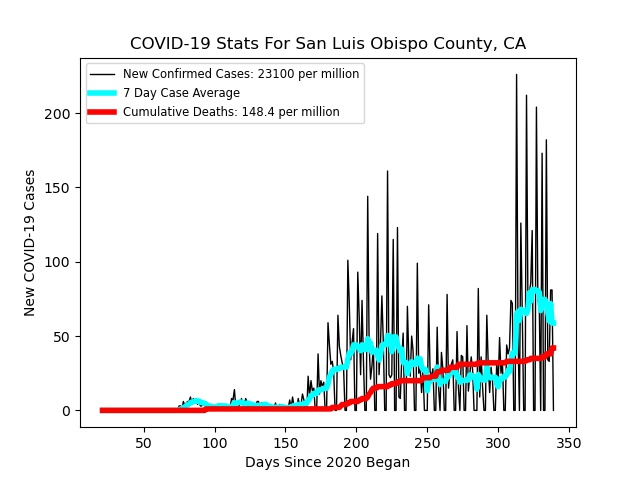 COVID-19 Stats For San Luis Obispo County, CA
New Confirmed Cases: 23100 per million
7 Day Case Average
Cumulative Deaths: 148.4 per million
New COVID-19 Cases
200
150
100
50
0
50 100 150 200 250 300 350
Days Since 2020 Began